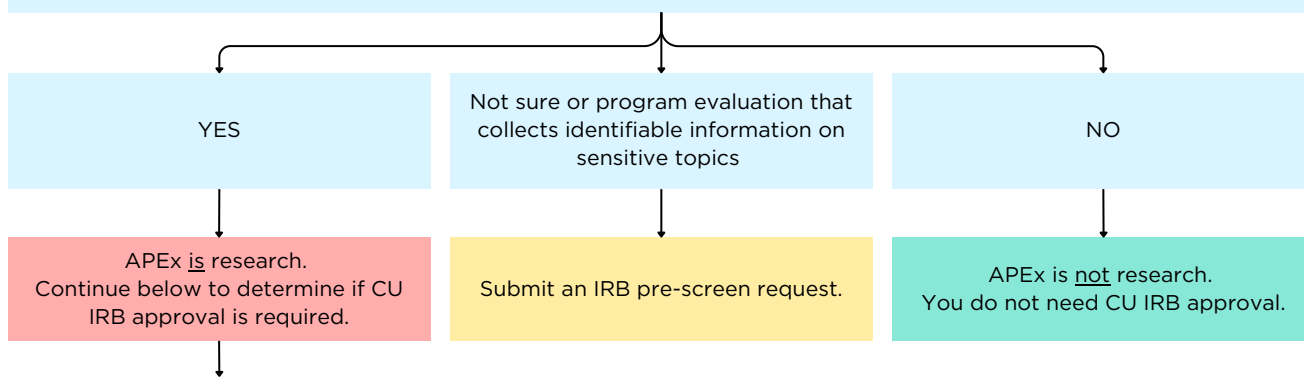 YES
Not sure or program evaluation that
collects identifiable information on
sensitive topics
NO
APEx is research.
Continue below to determine if CU
IRB approval is required.
Submit an IRB pre-screen request.
APEx is not research.
You do not need CU IRB approval.